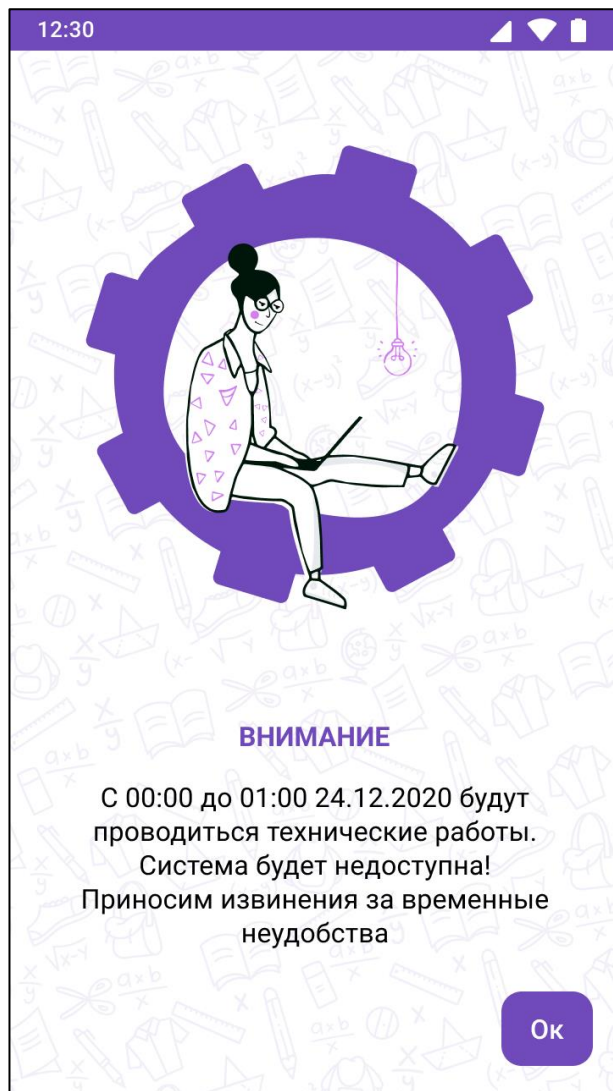 12:30
ВНИМАНИЕ
С 00:00 до 01:00 24.12.2020 будут
проводиться технические работы.
Система будет недоступна!
Приносим извинения за временные
неудобства
Ок